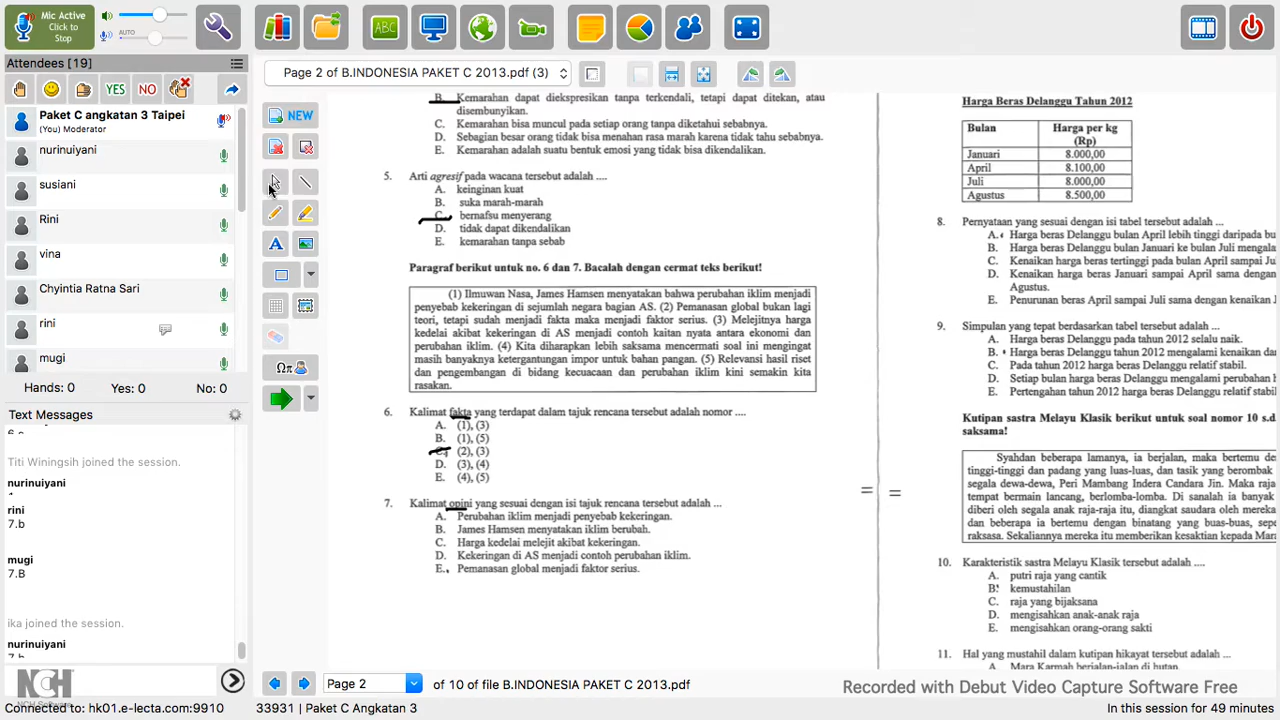 Mic Active
Click to
Stop
AUTO
ABC
Attendees [19]
YES
NO
Paket C angkatan 3 Taipei
(You) Moderator
nurinuiyani
susiani
Rini
vina
Chyintia Ratna Sari
rini
mugi
Hands: 0 Yes: 0 No: 0
Text Messages
Titi Winingsih joined the session.
nurinuiyani
rini
7.b
mugi
7.B
ika joined the session.
nurinuiyani
NCH
NCH Software
Connected to: hk01.e-lecta.com:9910
33931 | Paket C Angkatan 3
In this session for 49 minutes
Page 2 of B.INDONESIA PAKET C 2013.pdf (3)
NEW
A
Ωπ
B. Kemarahan dapat diekspresikan tanpa terkendali, tetapi dapat ditekan, atau
disembunyikan.
C. Kemarahan bisa muncul pada setiap orang tanpa diketahui sebabnya.
D. Sebagian besar orang tidak bisa menahan rasa marah karena tidak tahu sebabnya.
E. Kemarahan adalah suatu bentuk emosi yang tidak bisa dikendalikan.
5. Arti agresif pada wacana tersebut adalah ....
A. keinginan kuat
B. suka marah-marah
C. bernafsu menyerang
D. tidak dapat dikendalikan
E. kemarahan tanpa sebab
Paragraf berikut untuk no. 6 dan 7. Bacalah dengan cermat teks berikut!
(1) Ilmuwan Nasa, James Hamsen menyatakan bahwa perubahan iklim menjadi
penyebab kekeringan di sejumlah negara bagian AS. (2) Pemanasan global bukan lagi
teori, tetapi sudah menjadi fakta maka menjadi faktor serius. (3) Melejitnya harga
kedelai akibat kekeringan di AS menjadi contoh kaitan nyata antara ekonomi dan
perubahan iklim. (4) Kita diharapkan lebih saksama mencermati soal ini mengingat
masih banyaknya ketergantungan impor untuk bahan pangan. (5) Relevansi hasil riset
dan pengembangan di bidang kecuacaan dan perubahan iklim kini semakin kita
rasakan.
6. Kalimat fakta yang terdapat dalam tajuk rencana tersebut adalah nomor ....
A. (1), (3)
B. (1), (5)
C. (2), (3)
D. (3), (4)
E. (4), (5)
7. Kalimat opini yang sesuai dengan isi tajuk rencana tersebut adalah ...
A. Perubahan iklim menjadi penyebab kekeringan.
B. James Hamsen menyatakan iklim berubah.
C. Harga kedelai melejit akibat kekeringan.
D. Kekeringan di AS menjadi contoh perubahan iklim.
E. Pemanasan global menjadi faktor serius.
Harga Beras Delanggu Tahun 2012
Bulan Harga per kg
(Rp)
Januari 8.000,00
April 8.100,00
Juli 8.000,00
Agustus 8.500,00
8. Pernyataan yang sesuai dengan isi tabel tersebut adalah ...
A. Harga beras Delanggu bulan April lebih tinggi daripada bu
B. Harga beras Delanggu bulan Januari ke bulan Juli mengala
C. Kenaikan harga beras tertinggi pada bulan April sampai Ju
D. Kenaikan harga beras Januari sampai April sama dengan
Agustus.
E. Penurunan beras April sampai Juli sama dengan kenaikan J
9. Simpulan yang tepat berdasarkan tabel tersebut adalah ...
A. Harga beras Delanggu pada tahun 2012 selalu naik.
B. Harga beras Delanggu tahun 2012 mengalami kenaikan da
C. Pada tahun 2012 harga beras Delanggu relatif stabil.
D. Setiap bulan harga beras Delanggu mengalami perubahan h
E. Pertengahan tahun 2012 harga beras Delanggu relatif stabil
Kutipan sastra Melayu Klasik berikut untuk soal nomor 10 s.d
saksama!
Syahdan beberapa lamanya, ia berjalan, maka bertemu de
tinggi-tinggi dan padang yang luas-luas, dan tasik yang berombak
segala dewa-dewa, Peri Mambang Indera Candara Jin. Maka raja
tempat bermain lancang, berlomba-lomba. Di sanalah ia banyak
diberi oleh segala anak raja-raja itu, diangkat saudara oleh mereka
dan beberapa ia bertemu dengan binatang yang buas-buas, sepe
raksasa. Sekaliannya mereka itu memberikan kesaktian kepada Mara
10. Karakteristik sastra Melayu Klasik tersebut adalah ....
A. putri raja yang cantik
B. kemustahilan
C. raja yang bijaksana
D. mengisahkan anak-anak raja
E. mengisahkan orang-orang sakti
11. Hal yang mustahil dalam kutipan hikayat tersebut adalah ...
A. Mara Karmah berjalan-jalan di hutan.
Page 2 of 10 of file B.INDONESIA PAKET C 2013.pdf
Recorded with Debut Video Capture Software Free